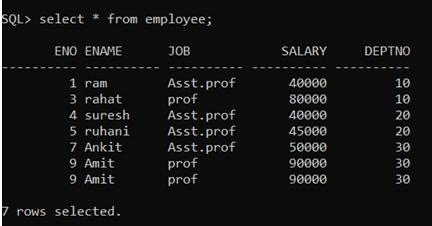 SQL> select * from employee;
ENO ENAME JOB SALARY DEPTNO
---------- ---------- ---------- ---------- ----------
1 ram Asst.prof 40000 10
3 rahat prof 80000 10
4 suresh Asst.prof 40000 20
5 ruhani Asst.prof 45000 20
7 Ankit Asst.prof 50000 30
9 Amit prof 90000 30
9 Amit prof 90000 30
7 rows selected.